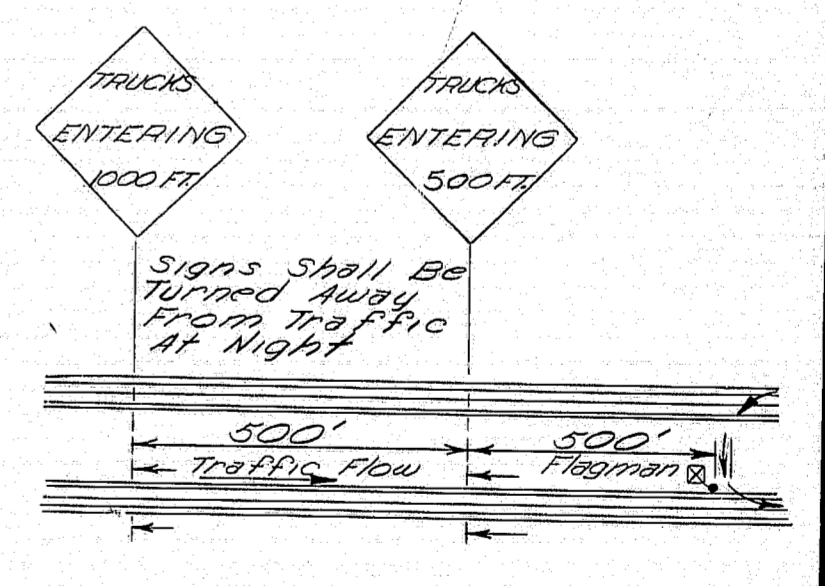 TRUCKS
ENTERING
1000 FT.
TRUCKS
ENTERING
500 FT.
Signs Shall Be
Turned Away
From Traffic
At Night
500'
500'
Traffic Flow
Flagman